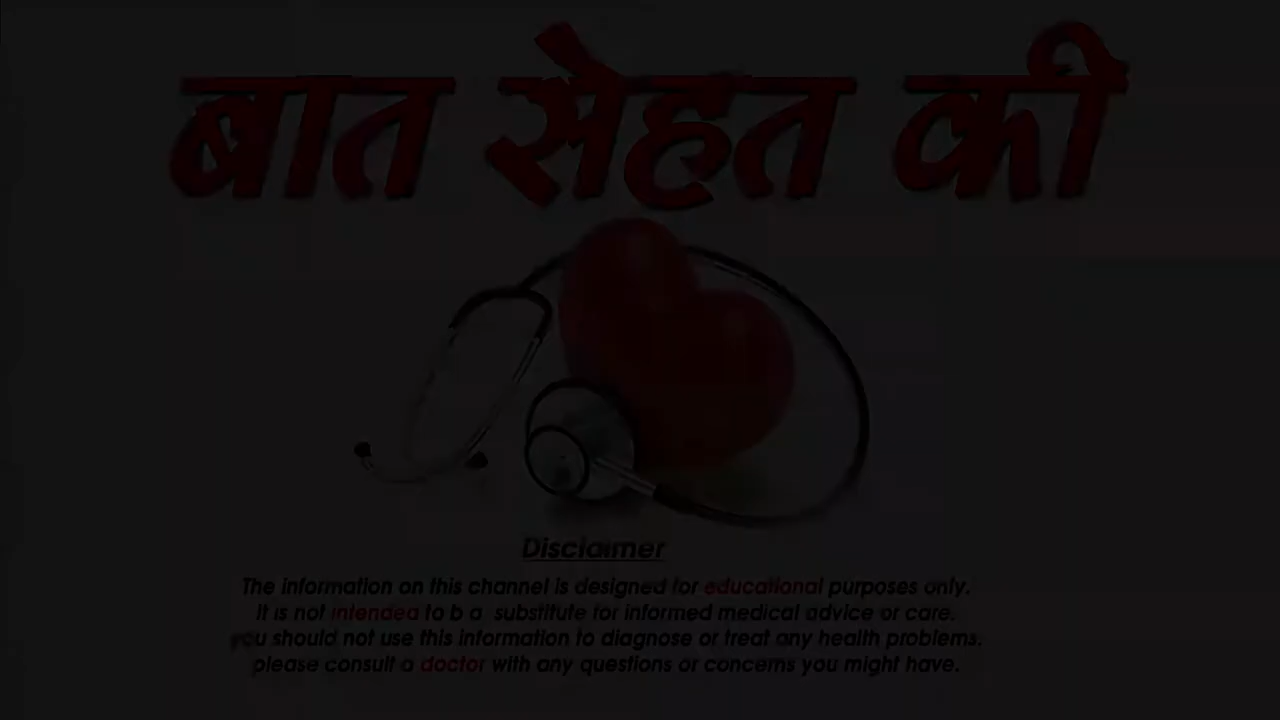 बात सेहत की
Disclaimer
The information on this channel is designed for educational purposes only.
It is not intended to b a substitute for informed medical advice or care.
you should not use this information to diagnose or treat any health problems.
please consult a doctor with any questions or concerns you might have.